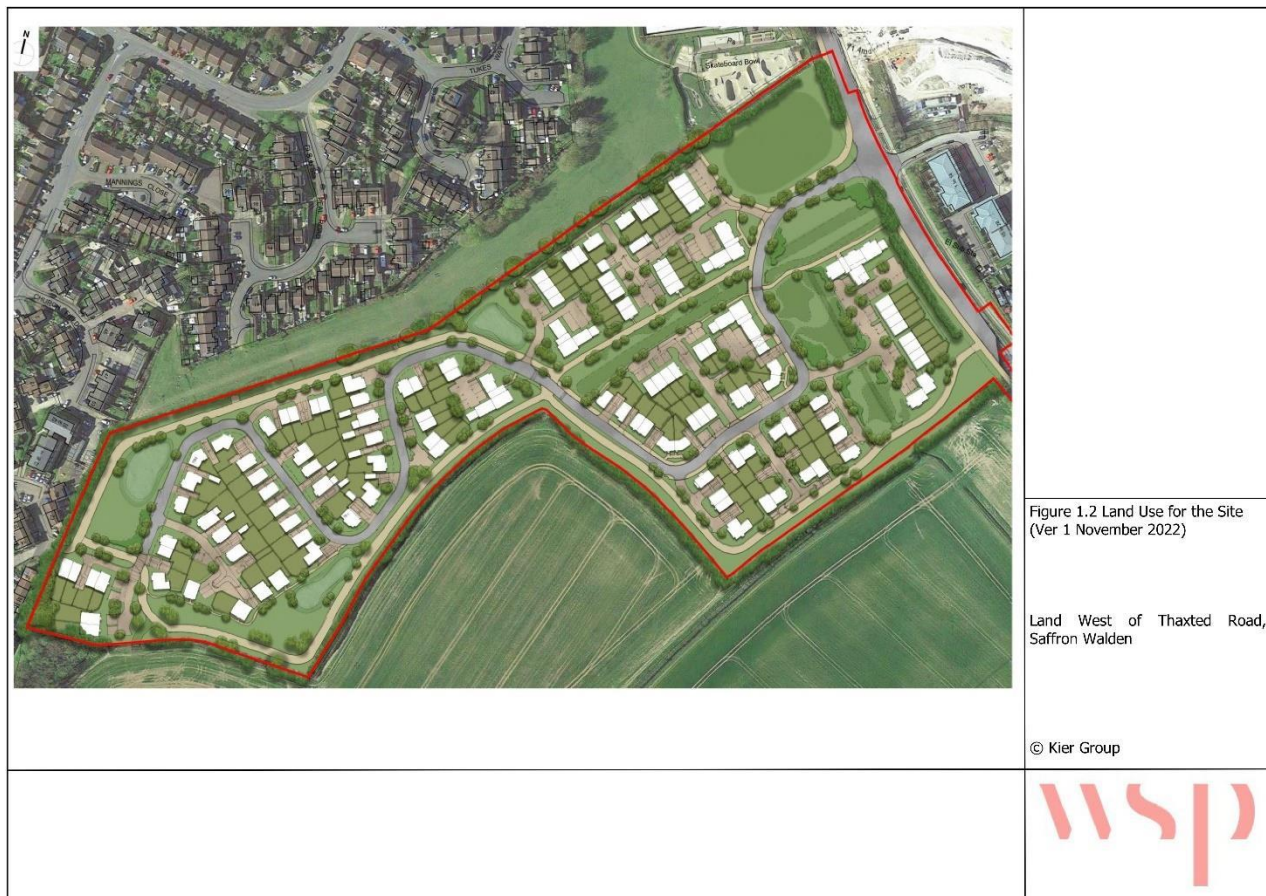 N
TUKES WAY
Skateboard Bowl
MANNINGS CLOSE
Figure 1.2 Land Use for the Site
(Ver 1 November 2022)
Land West of Thaxted Road,
Saffron Walden
© Kier Group
wsp